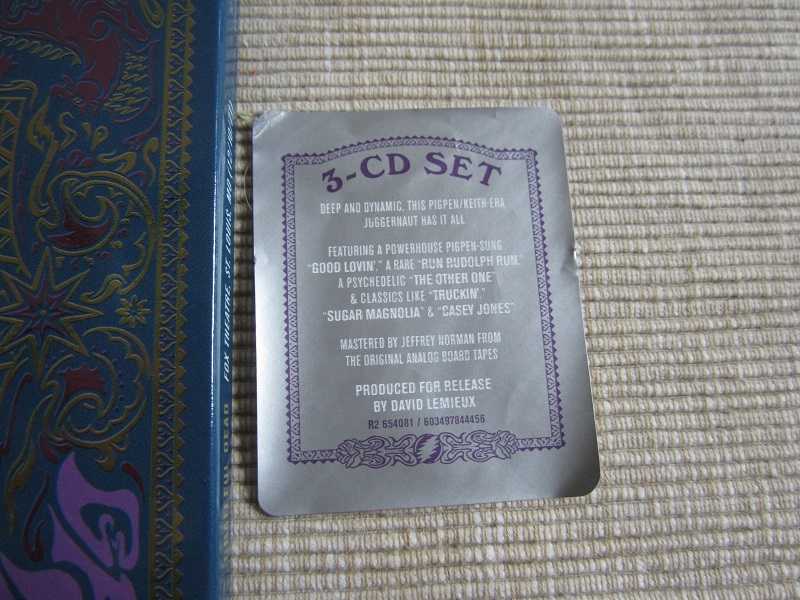 3-CD SET
DEEP AND DYNAMIC, THIS PIGPEN/KEITH-ERA
JUGGERNAUT HAS IT ALL
FEATURING A POWERHOUSE PIGPEN-SUNG
"GOOD LOVIN'," A RARE "RUN RUDOLPH RUN,"
A PSYCHEDELIC "THE OTHER ONE"
& CLASSICS LIKE "TRUCKIN',"
"SUGAR MAGNOLIA" & "CASEY JONES"
MASTERED BY JEFFREY NORMAN FROM
THE ORIGINAL ANALOG BOARD TAPES
PRODUCED FOR RELEASE
BY DAVID LEMIEUX
R2 654081 / 603497844456
DEAD FOX THEATRE, ST. LOUIS, MO